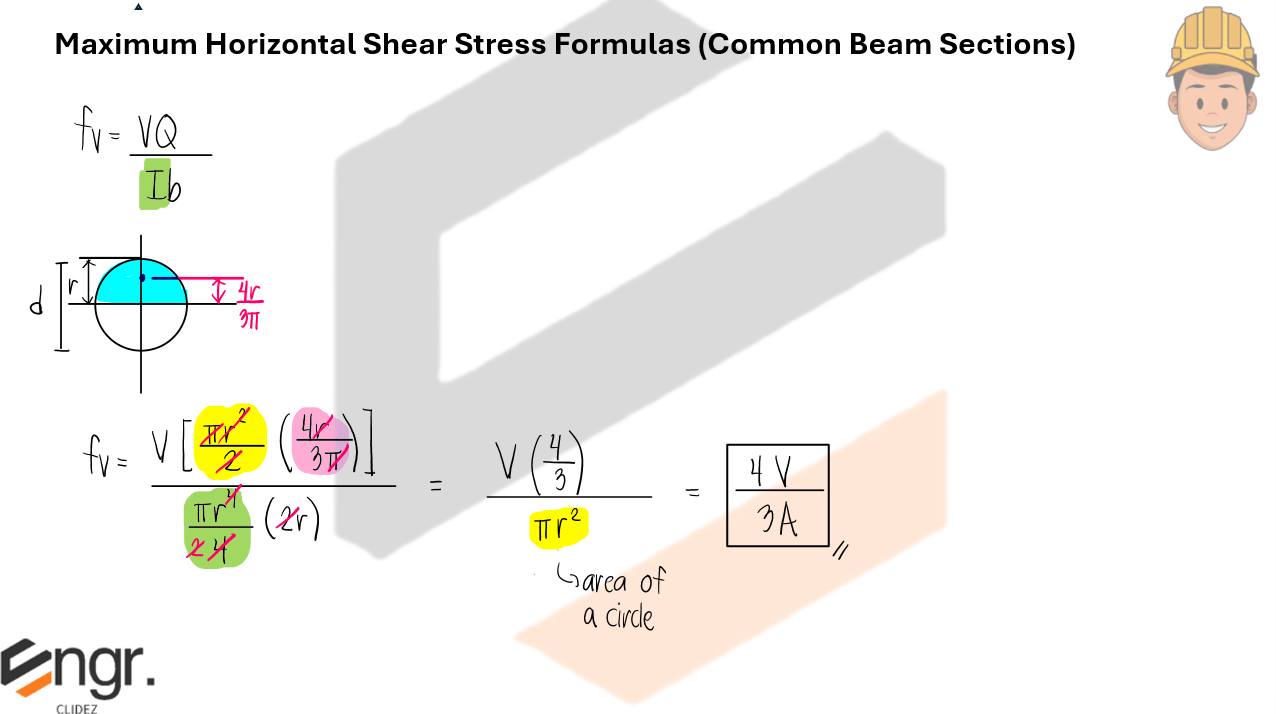 Maximum Horizontal Shear Stress Formulas (Common Beam Sections)
fv = VQ / Ib
d
r
4r / 3π
fv = V [ πr² / 2 ( 4r / 3π ) ] / πr⁴ / 2 4 (2r) = V ( 4 / 3 ) / πr² = 4V / 3A //
area of
a circle
Engr.
CLIDEZ